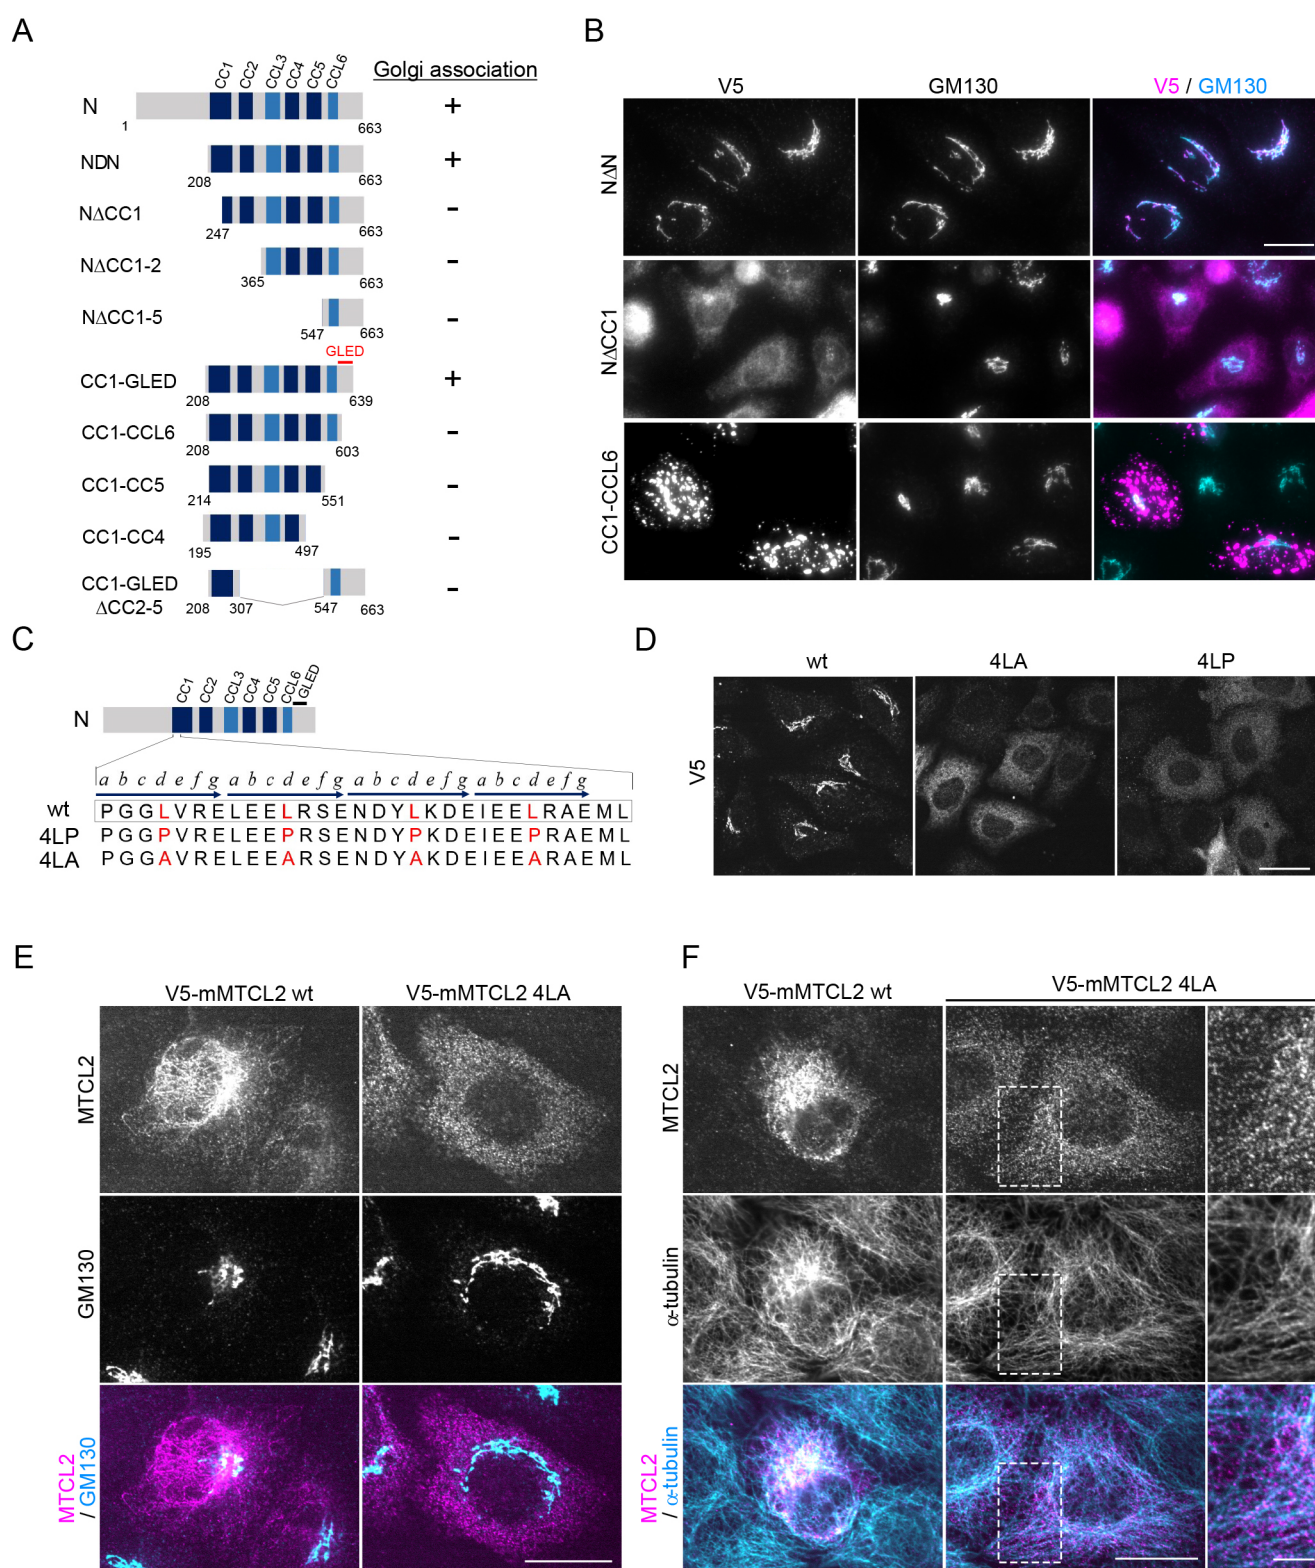 A
CC1 CC2 CCL3 CC4 CC5 CCL6
Golgi association
N
1
663
+
NDN
208
663
+
NΔCC1
247
663
-
NΔCC1-2
365
663
-
NΔCC1-5
547
663
-
GLED
CC1-GLED
208
639
+
CC1-CCL6
208
603
-
CC1-CC5
214
551
-
CC1-CC4
195
497
-
CC1-GLED
ΔCC2-5
208 307 547 663
-
B
V5 GM130 V5 / GM130
NΔN
NΔCC1
CC1-CCL6
C
CC1 CC2 CCL3 CC4 CC5 CCL6 GLED
N
a b c d e f g a b c d e f g a b c d e f g a b c d e f g
wt PGGLVRELEELRSENDYLKDEIEELRAEML
4LP PGGPVRELEEPRSENDYPKDEIEEPRAEML
4LA PGGAVRELEEARSENDYAKDEIEEARAEML
D
wt 4LA 4LP
V5
E
V5-mMTCL2 wt V5-mMTCL2 4LA
MTCL2
GM130
MTCL2
/ GM130
F
V5-mMTCL2 wt V5-mMTCL2 4LA
MTCL2
α-tubulin
MTCL2
/ α-tubulin